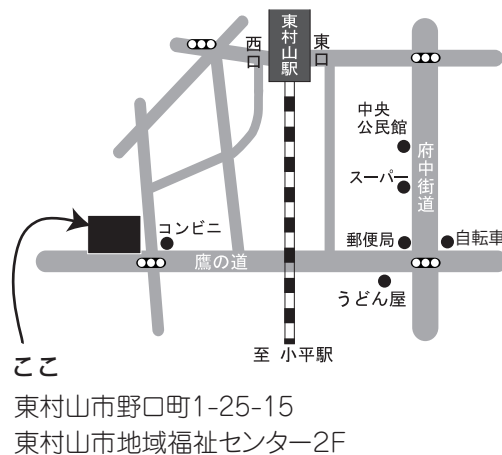 東村山駅
西口
東口
中央
公民館
府中街道
スーパー
コンビニ
郵便局
自転車
鷹の道
うどん屋
至 小平駅
ここ
東村山市野口町1-25-15
東村山市地域福祉センター2F